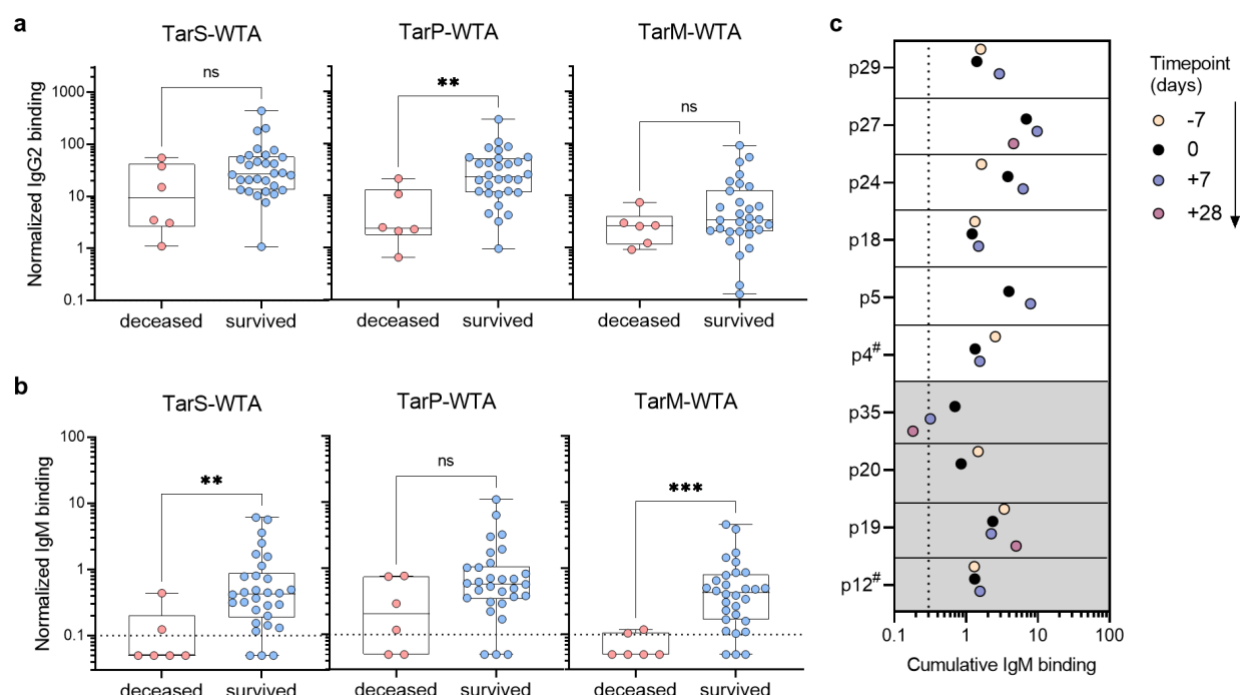 a
TarS-WTA
TarP-WTA
TarM-WTA
Normalized IgG2 binding
1000
100
10
1
0.1
ns
**
ns
deceased survived
deceased survived
deceased survived
b
TarS-WTA
TarP-WTA
TarM-WTA
Normalized IgM binding
100
10
1
0.1
**
ns
***
deceased survived
deceased survived
deceased survived
c
p29
p27
p24
p18
p5
p4#
p35
p20
p19
p12#
0.1 1 10 100
Cumulative IgM binding
Timepoint
(days)
-7
0
+7
+28